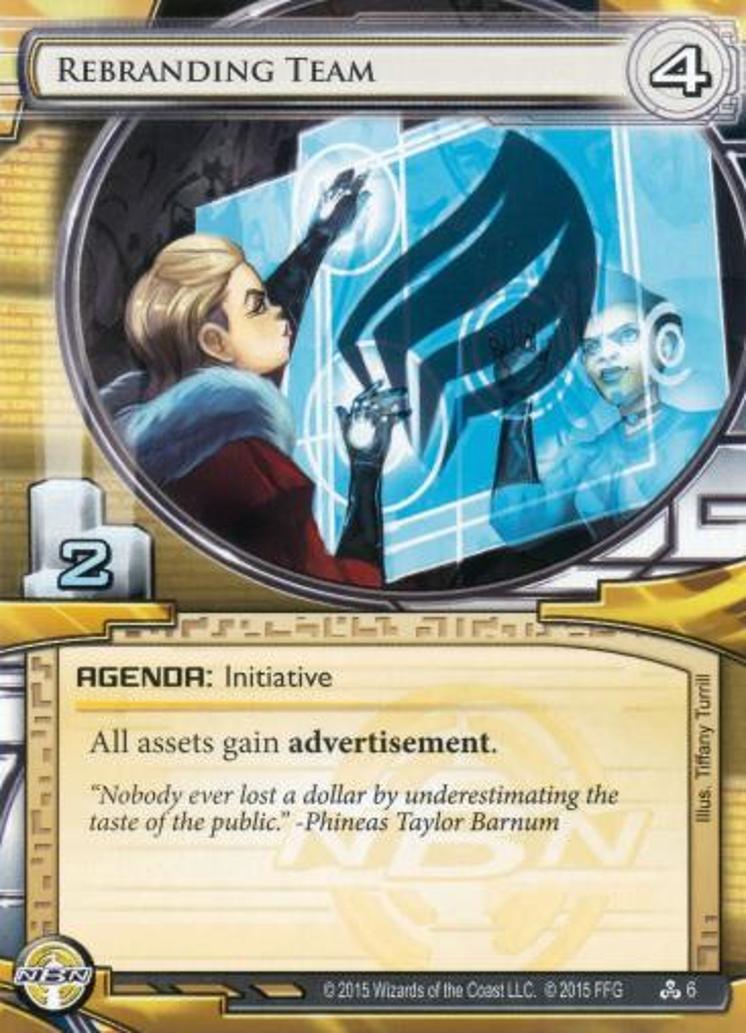 Rebranding Team
4
2
AGENDA: Initiative
All assets gain advertisement.
"Nobody ever lost a dollar by underestimating the
taste of the public." -Phineas Taylor Barnum
Illus. Tiffany Turrill
NBN
NBN
© 2015 Wizards of the Coast LLC. © 2015 FFG
6